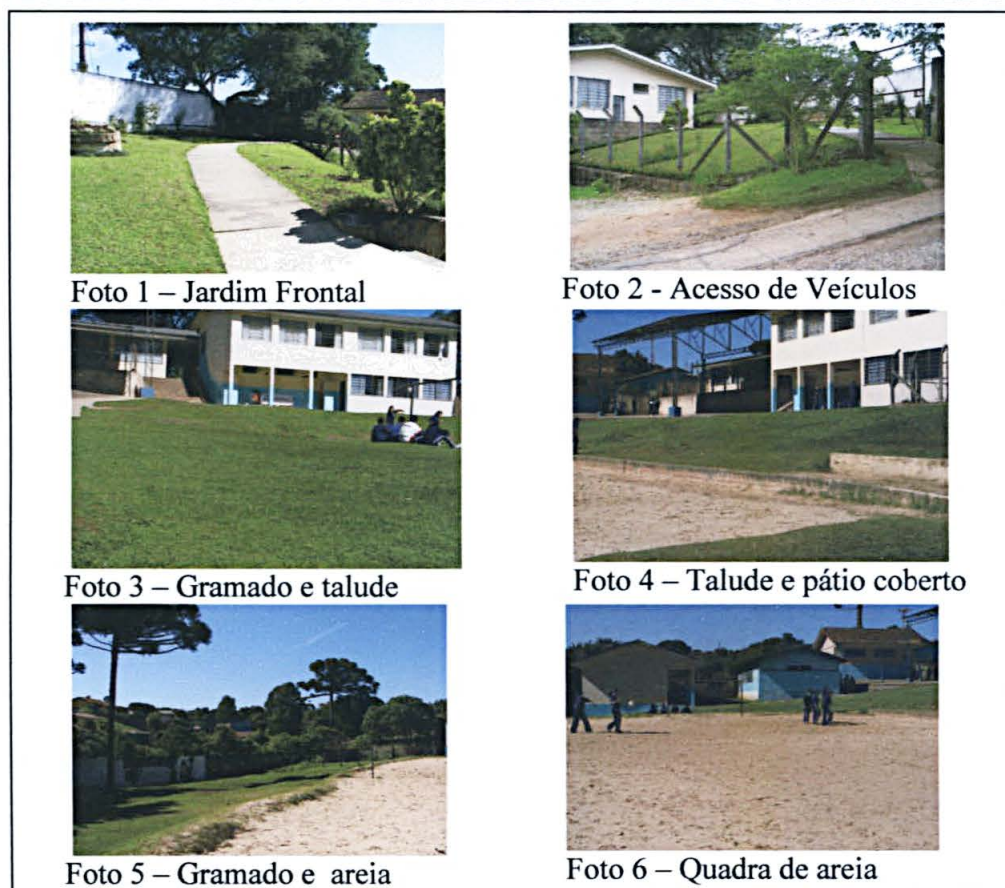 Foto 1 – Jardim Frontal
Foto 2 - Acesso de Veículos
Foto 3 – Gramado e talude
Foto 4 – Talude e pátio coberto
Foto 5 – Gramado e areia
Foto 6 – Quadra de areia